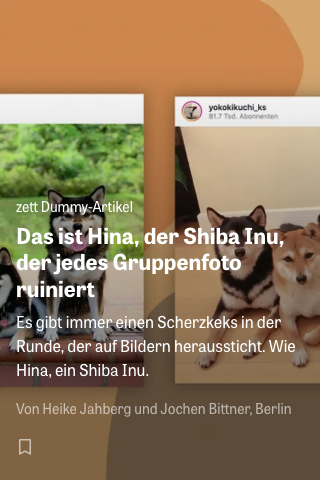 yokokikuchi_ks
81.7 Tsd. Abonnenten
zett Dummy-Artikel
Das ist Hina, der Shiba Inu,
der jedes Gruppenfoto
ruiniert
Es gibt immer einen Scherzkeks in der
Runde, der auf Bildern heraussticht. Wie
Hina, ein Shiba Inu.
Von Heike Jahberg und Jochen Bittner, Berlin